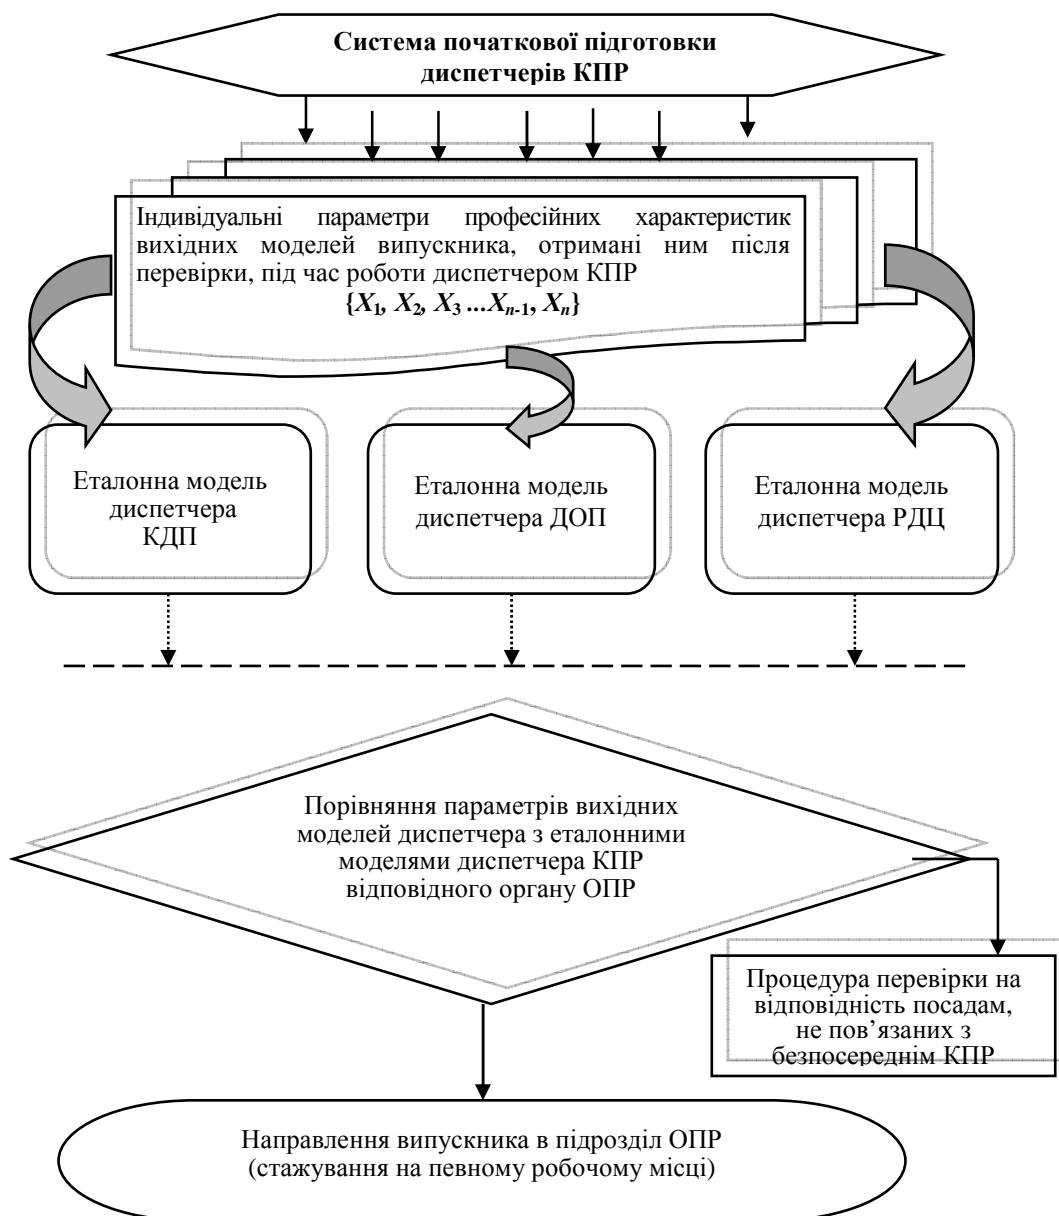 Система початкової підготовки
диспетчерів КПР
Індивідуальні параметри професійних характеристик
вихідних моделей випускника, отримані ним після
перевірки, під час роботи диспетчером КПР
{X1, X2, X3 ...Xn-1, Xn}
Еталонна модель
диспетчера
КДП
Еталонна модель
диспетчера ДОП
Еталонна модель
диспетчера РДЦ
Порівняння параметрів вихідних
моделей диспетчера з еталонними
моделями диспетчера КПР
відповідного органу ОПР
Процедура перевірки на
відповідність посадам,
не пов’язаних з
безпосереднім КПР
Направлення випускника в підрозділ ОПР
(стажування на певному робочому місці)